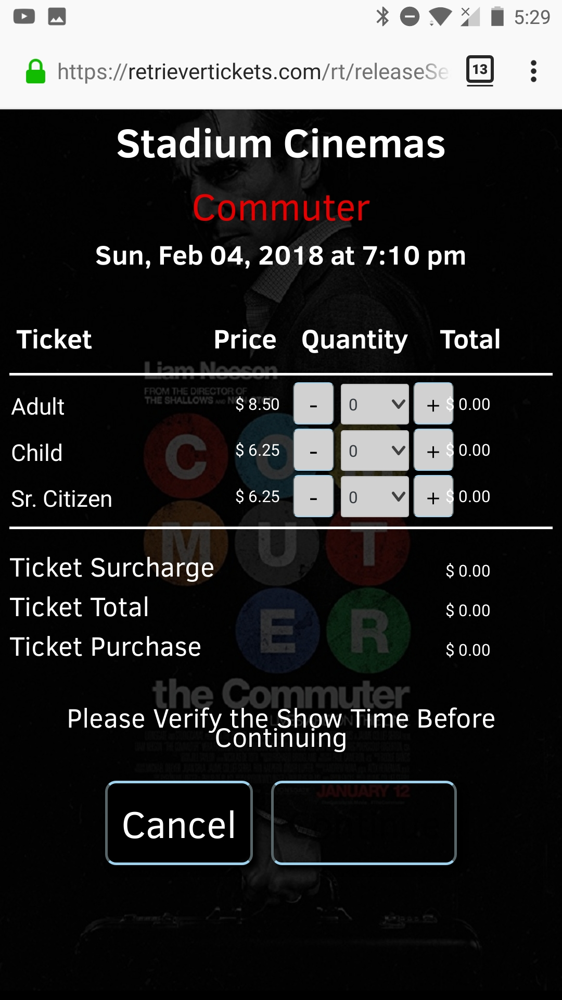 5:29
https://retrievertickets.com/rt/releaseSe
13
Stadium Cinemas
Commuter
Sun, Feb 04, 2018 at 7:10 pm
Ticket Price Quantity Total
Liam Neeson
FROM THE DIRECTOR OF
THE SHALLOWS AND NON-STOP
Adult $ 8.50 - 0 + $ 0.00
Child $ 6.25 - 0 + $ 0.00
Sr. Citizen $ 6.25 - 0 + $ 0.00
C O M
M U T
E R
Ticket Surcharge $ 0.00
Ticket Total $ 0.00
Ticket Purchase $ 0.00
the Commuter
Please Verify the Show Time Before
Continuing
JANUARY 12
Cancel